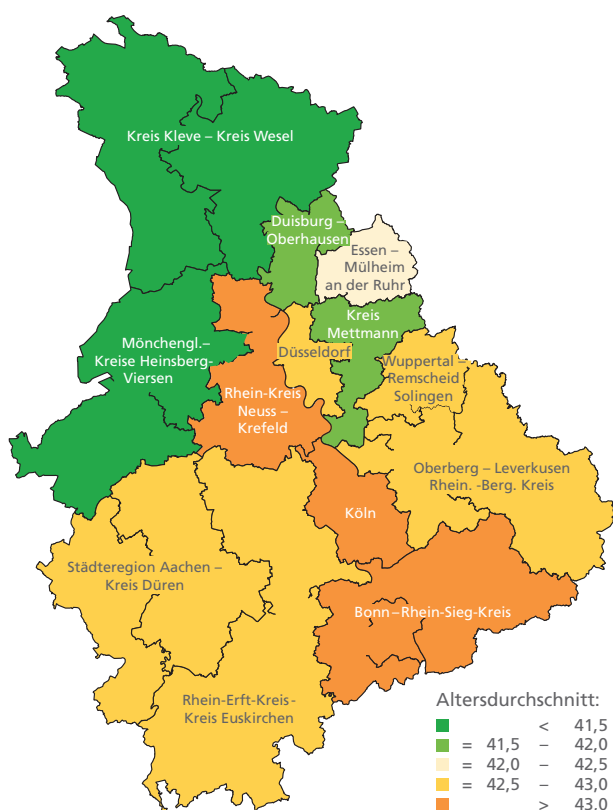 Kreis Kleve – Kreis Wesel
Duisburg –
Oberhausen
Essen –
Mülheim
an der Ruhr
Kreis
Mettmann
Mönchengl.–
Kreise Heinsberg-
Viersen
Düsseldorf
Wuppertal –
Remscheid
Solingen
Rhein-Kreis
Neuss –
Krefeld
Oberberg – Leverkusen
Rhein. -Berg. Kreis
Köln
Städteregion Aachen –
Kreis Düren
Bonn – Rhein-Sieg-Kreis
Rhein-Erft-Kreis-
Kreis Euskirchen
Altersdurchschnitt:
< 41,5
= 41,5 – 42,0
= 42,0 – 42,5
= 42,5 – 43,0
> 43,0